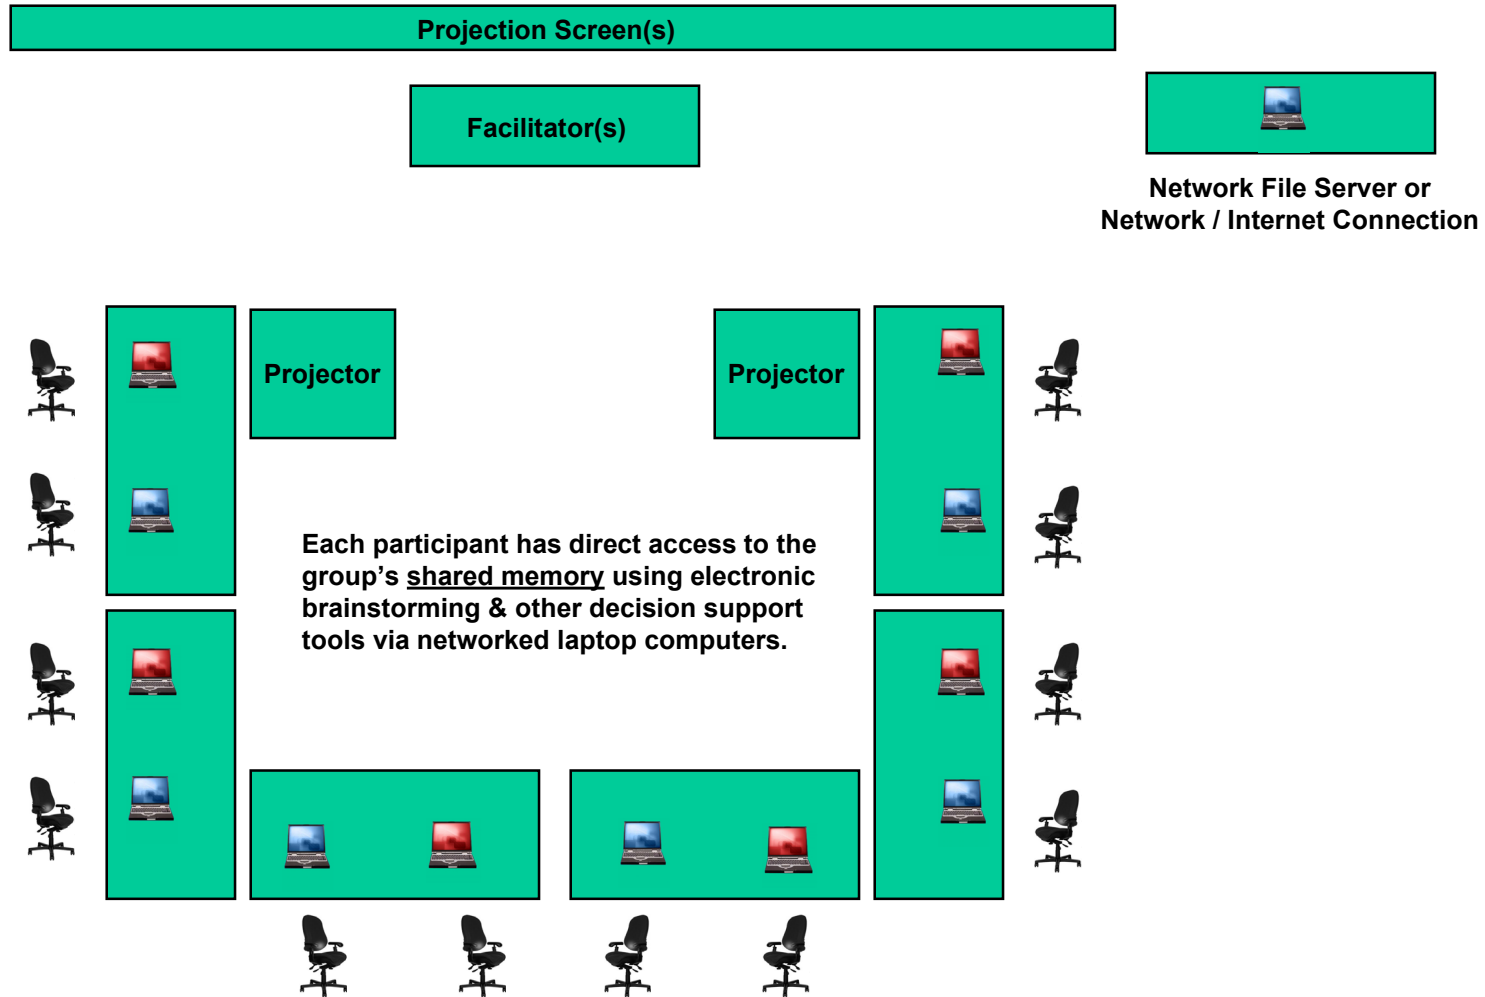 Projection Screen(s)
Facilitator(s)
Network File Server or
Network / Internet Connection
Projector
Projector
Each participant has direct access to the
group’s shared memory using electronic
brainstorming & other decision support
tools via networked laptop computers.